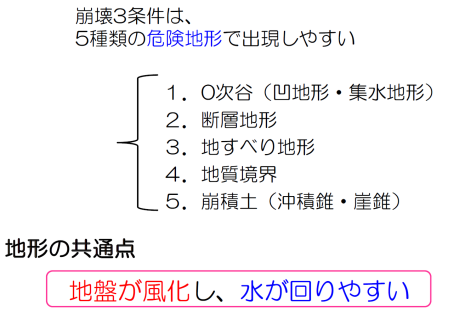 崩壊3条件は、
5種類の危険地形で出現しやすい
１．０次谷（凹地形・集水地形）
２．断層地形
３．地すべり地形
４．地質境界
５．崩積土（沖積錐・崖錐）
地形の共通点
地盤が風化し、水が回りやすい